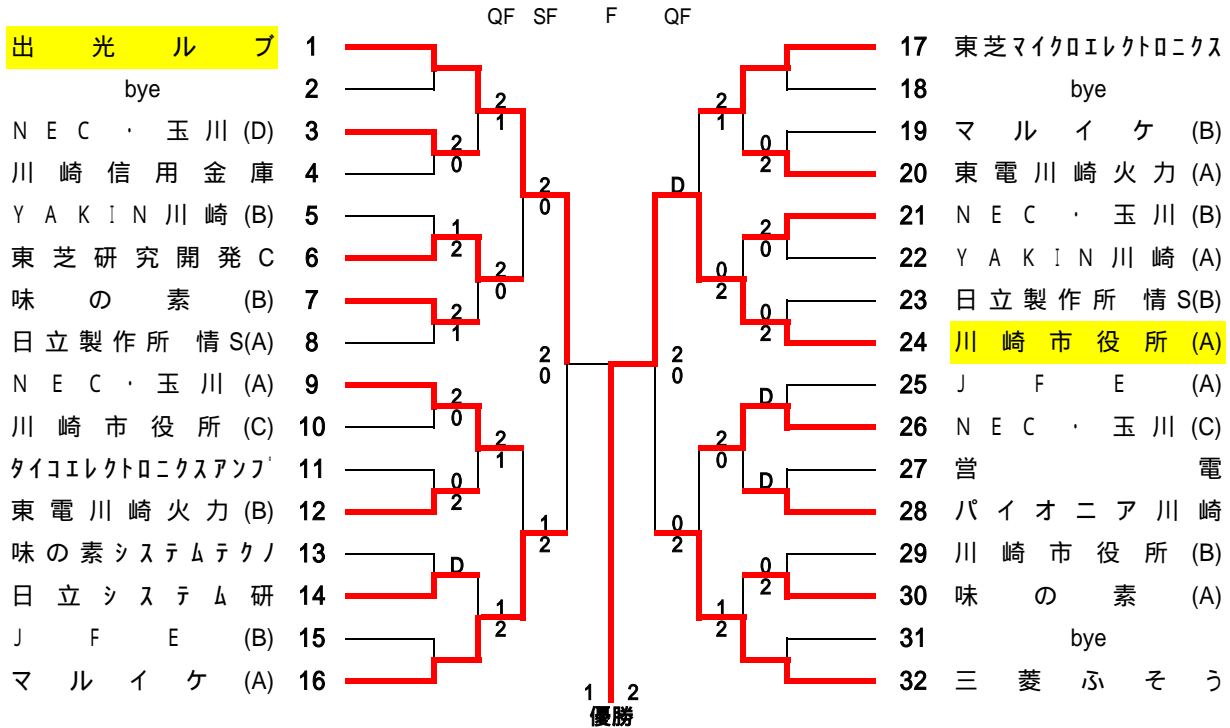 QF SF F QF
出光ルブ 1
bye 2
NEC・玉川(D) 3
川崎信用金庫 4
YAKIN川崎(B) 5
東芝研究開発C 6
味の素(B) 7
日立製作所 情S(A) 8
NEC・玉川(A) 9
川崎市役所(C) 10
ﾀｲｺｴﾚｸﾄﾛﾆｸｽｱﾝﾌﾟ 11
東電川崎火力(B) 12
味の素ｼｽﾃﾑﾃｸﾉ 13
日立ｼｽﾃﾑ研 14
JFE(B) 15
マルイケ(A) 16
2 0
1 2
2 1
2 0
0 2
D
2 1
2 0
2 1
1 2
2 0
1 2
2 0
1 2
優勝
2 0
D
0 2
2 1
0 2
2 0
1 2
0 2
2 0
0 2
D
D
0 2
17 東芝ﾏｲｸﾛｴﾚｸﾄﾛﾆｸｽ
18 bye
19 マルイケ(B)
20 東電川崎火力(A)
21 NEC・玉川(B)
22 YAKIN川崎(A)
23 日立製作所 情S(B)
24 川崎市役所(A)
25 JFE(A)
26 NEC・玉川(C)
27 営電
28 パイオニア川崎
29 川崎市役所(B)
30 味の素(A)
31 bye
32 三菱ふそう